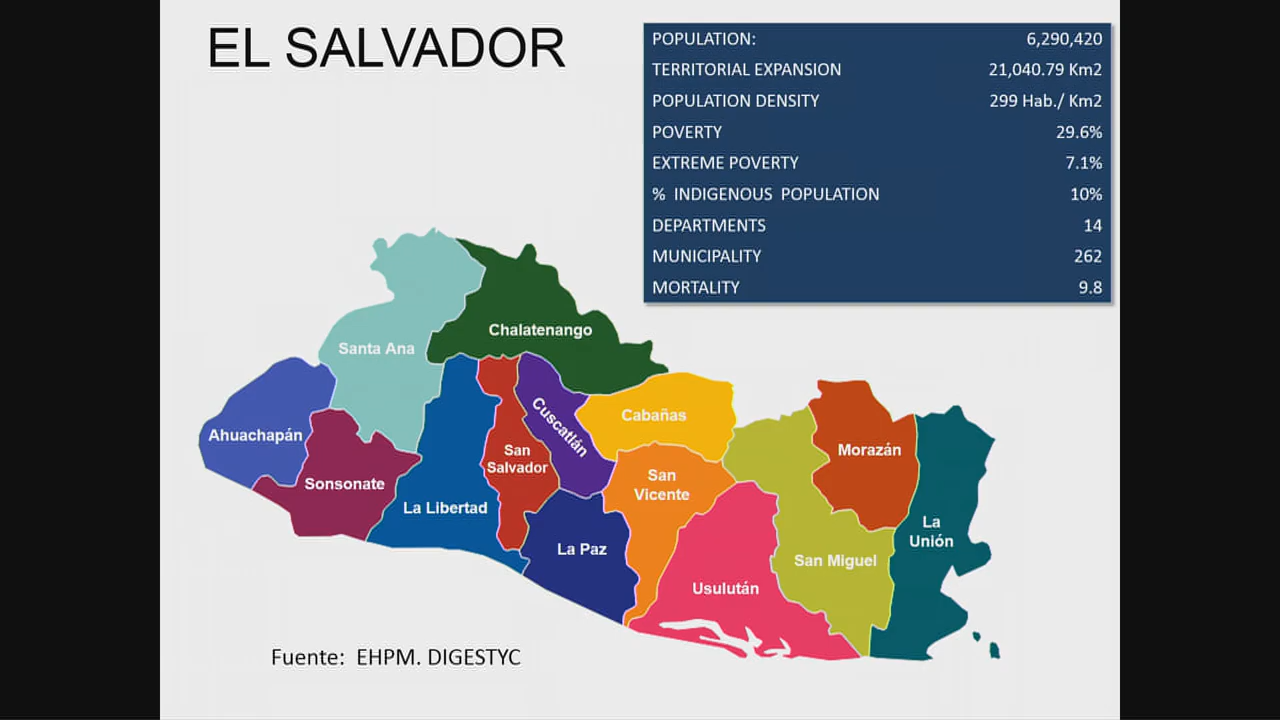 EL SALVADOR
POPULATION: 6,290,420
TERRITORIAL EXPANSION 21,040.79 Km2
POPULATION DENSITY 299 Hab./ Km2
POVERTY 29.6%
EXTREME POVERTY 7.1%
% INDIGENOUS POPULATION 10%
DEPARTMENTS 14
MUNICIPALITY 262
MORTALITY 9.8
Chalatenango
Santa Ana
Cabañas
Cuscatlán
Ahuachapán
Morazán
San
Salvador
Sonsonate
San
Vicente
La Libertad
La
Unión
La Paz
San Miguel
Usulután
Fuente: EHPM. DIGESTYC